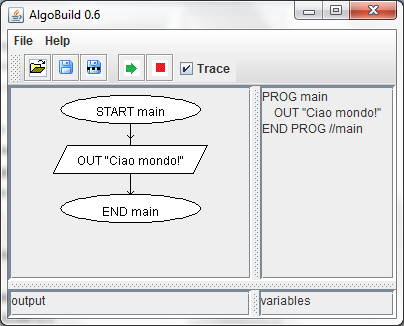 AlgoBuild 0.6
File Help
Trace
START main
OUT "Ciao mondo!"
END main
PROG main
OUT "Ciao mondo!"
END PROG //main
output
variables